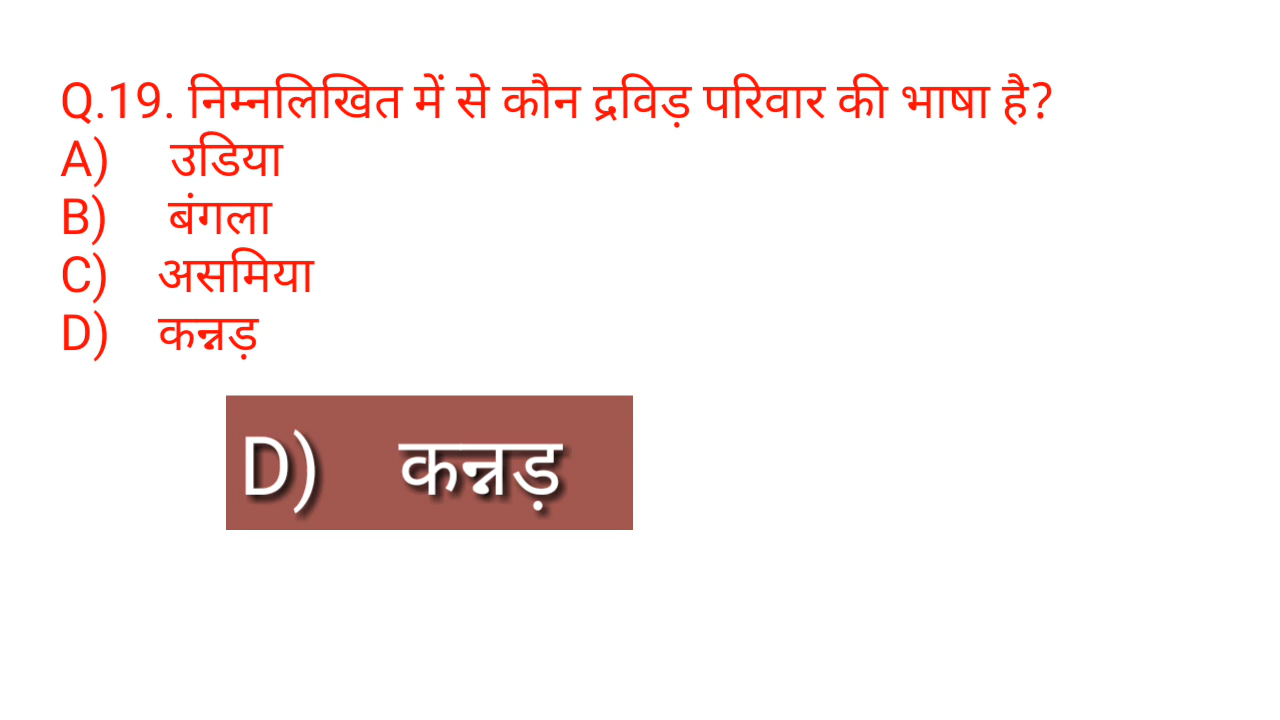 Q.19. निम्नलिखित में से कौन द्रविड़ परिवार की भाषा है?
A) उडिया
B) बंगला
C) असमिया
D) कन्नड़
D) कन्नड़